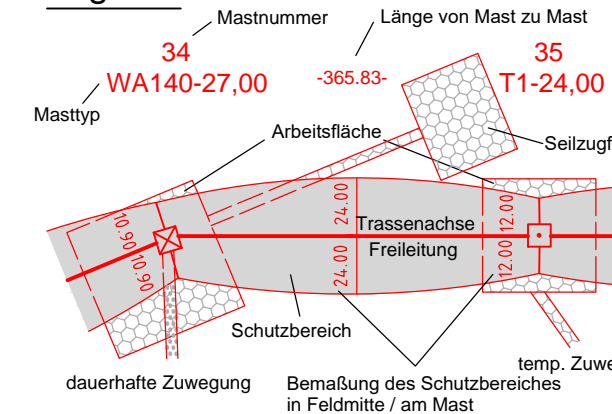 Mastnummer
Länge von Mast zu Mast
34
WA140-27,00
-365.83-
35
T1-24,00
Masttyp
Arbeitsfläche
10.90
10.90
24.00
24.00
12.00
12.00
Trassenachse
Freileitung
Schutzbereich
dauerhafte Zuwegung
Bemaßung des Schutzbereiches
in Feldmitte / am Mast
temp.